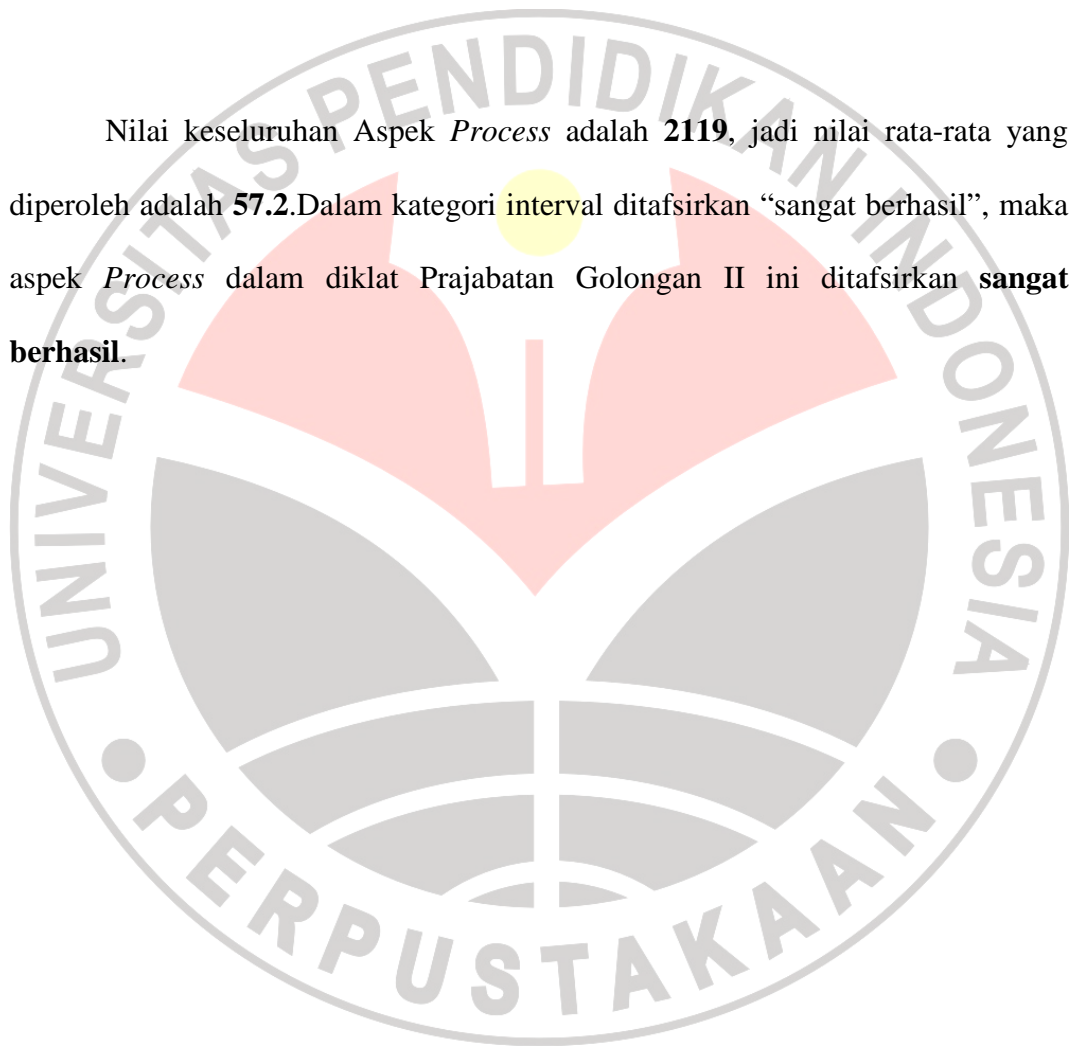 UNIVERSITAS PENDIDIKAN INDONESIA
Nilai keseluruhan Aspek Process adalah 2119, jadi nilai rata-rata yang
diperoleh adalah 57.2.Dalam kategori interval ditafsirkan “sangat berhasil”, maka
aspek Process dalam diklat Prajabatan Golongan II ini ditafsirkan sangat
berhasil.
PERPUSTAKAAN